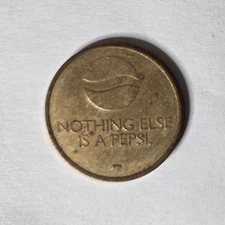 NOTHING ELSE
IS A PEPSI.